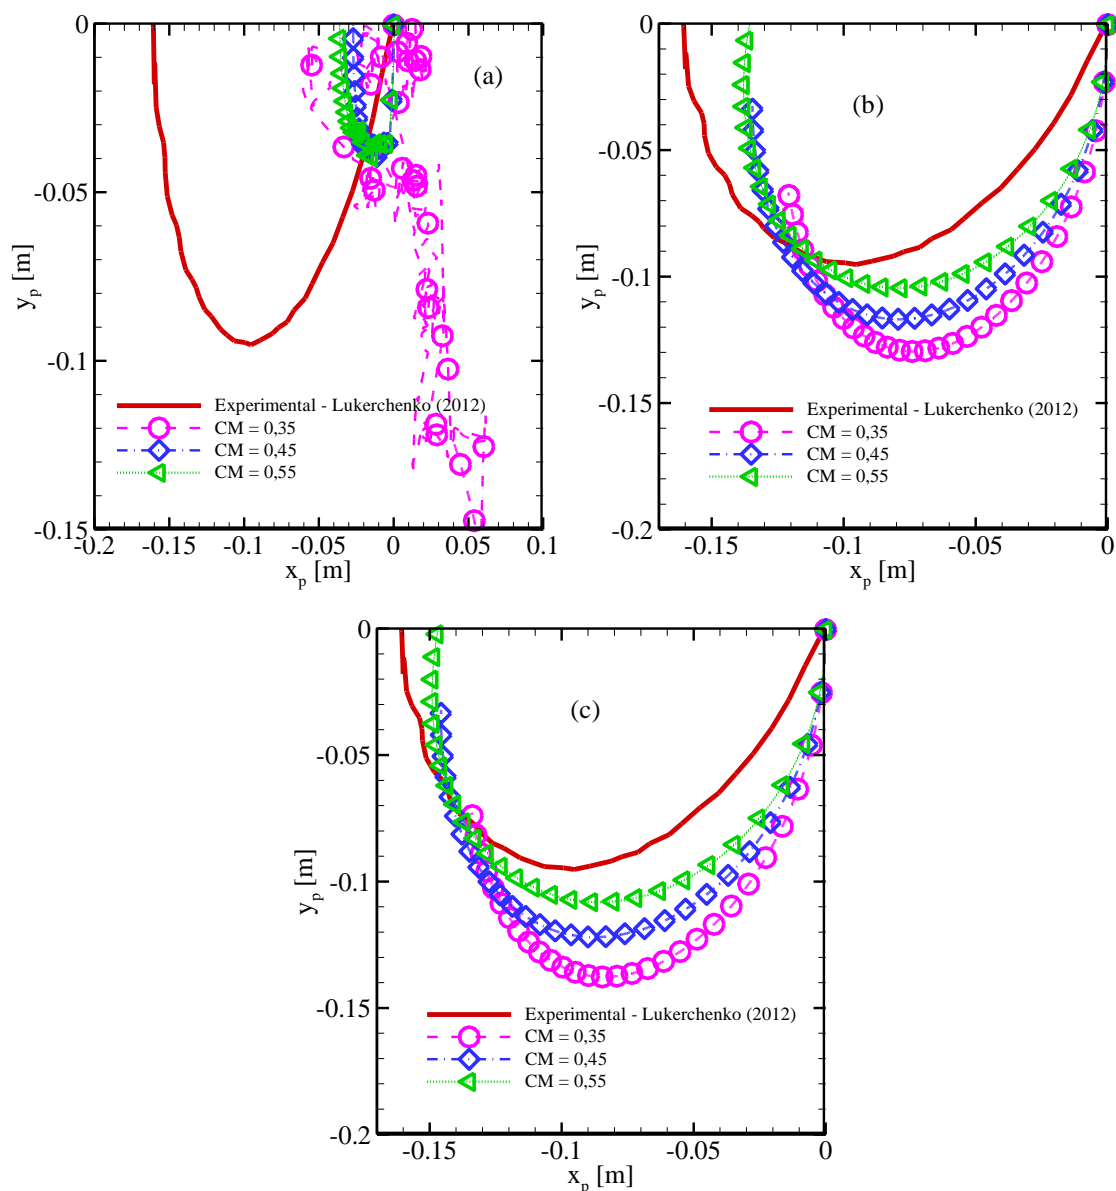 0
-0.05
-0.1
-0.15
y_p [m]
-0.2
-0.15
-0.1
-0.05
0
0.05
0.1
x_p [m]
(a)
Experimental - Lukerchenko (2012)
CM = 0,35
CM = 0,45
CM = 0,55
0
-0.05
-0.1
-0.15
-0.2
y_p [m]
-0.15
-0.1
-0.05
0
x_p [m]
(b)
Experimental - Lukerchenko (2012)
CM = 0,35
CM = 0,45
CM = 0,55
0
-0.05
-0.1
-0.15
-0.2
y_p [m]
-0.15
-0.1
-0.05
0
x_p [m]
(c)
Experimental - Lukerchenko (2012)
CM = 0,35
CM = 0,45
CM = 0,55